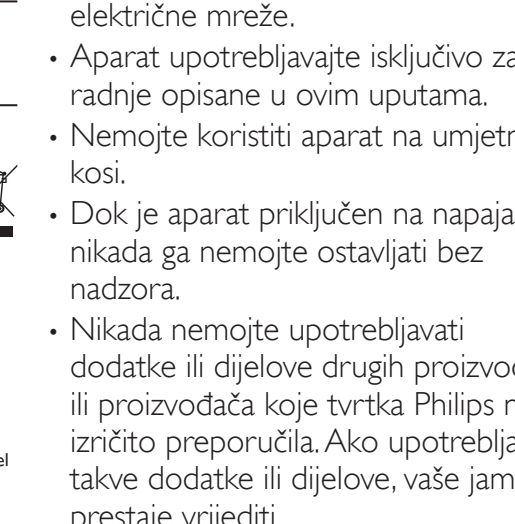 električne mreže.
• Aparat upotrebljavajte isključivo za
radnje opisane u ovim uputama.
• Nemojte koristiti aparat na umjetn
kosi.
• Dok je aparat priključen na napaja
nikada ga nemojte ostavljati bez
nadzora.
• Nikada nemojte upotrebljavati
dodatke ili dijelove drugih proizvođ
ili proizvođača koje tvrtka Philips n
izričito preporučila. Ako upotreblja
takve dodatke ili dijelove, vaše jam
prestaje vrijediti.
el